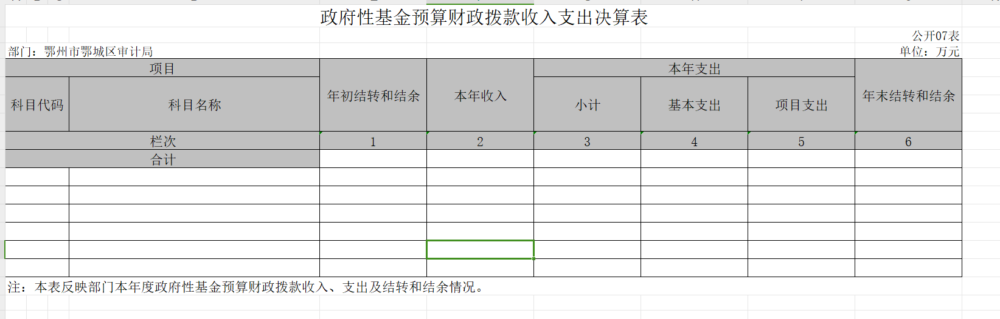 政府性基金预算财政拨款收入支出决算表
公开07表
部门：鄂州市鄂城区审计局 单位：万元
项目 年初结转和结余 本年收入 本年支出 年末结转和结余
科目代码 科目名称 小计 基本支出 项目支出
栏次 1 2 3 4 5 6
合计
注：本表反映部门本年度政府性基金预算财政拨款收入、支出及结转和结余情况。